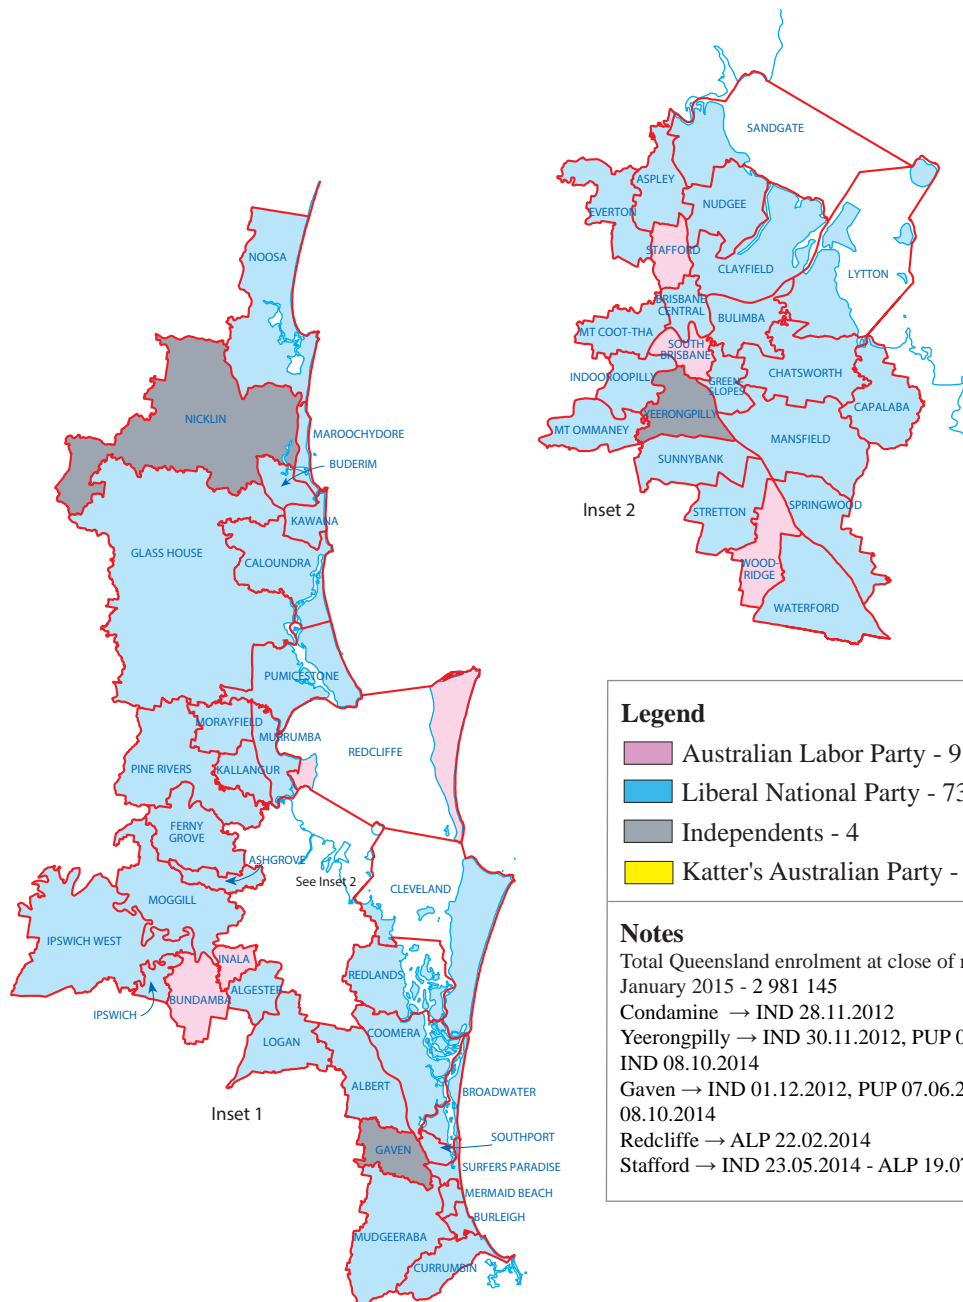 SANDGATE
ASPLEY
NUDGEE
EVERTON
STAFFORD
CLAYFIELD
LYTTON
BRISBANE
CENTRAL
BULIMBA
MT COOT-THA
SOUTH
BRISBANE
INDOOROOPILLY
GREEN-
SLOPES
CHATSWORTH
CAPALABA
YEERONGPILLY
MT OMMANEY
MANSFIELD
SUNNYBANK
STRETTON
SPRINGWOOD
WOOD-
RIDGE
WATERFORD
Inset 2
NOOSA
NICKLIN
MAROOCHYDORE
BUDERIM
KAWANA
GLASS HOUSE
CALOUNDRA
PUMICESTONE
MORAYFIELD
MURRUMBA
REDCLIFFE
PINE RIVERS
KALLANGUR
FERNY
GROVE
ASHGROVE
See Inset 2
CLEVELAND
MOGGILL
IPSWICH WEST
INALA
REDLANDS
BUNDAMBA
ALGESTER
IPSWICH
COOMERA
LOGAN
ALBERT
BROADWATER
Inset 1
SOUTHPORT
GAVEN
SURFERS PARADISE
MERMAID BEACH
BURLEIGH
MUDGEERABA
CURRUMBIN
Legend
Australian Labor Party - 9
Liberal National Party - 73
Independents - 4
Katter's Australian Party -
Notes
Total Queensland enrolment at close of
January 2015 - 2 981 145
Condamine → IND 28.11.2012
Yeerongpilly → IND 30.11.2012, PUP 0
IND 08.10.2014
Gaven → IND 01.12.2012, PUP 07.06.2
08.10.2014
Redcliffe → ALP 22.02.2014
Stafford → IND 23.05.2014 - ALP 19.07